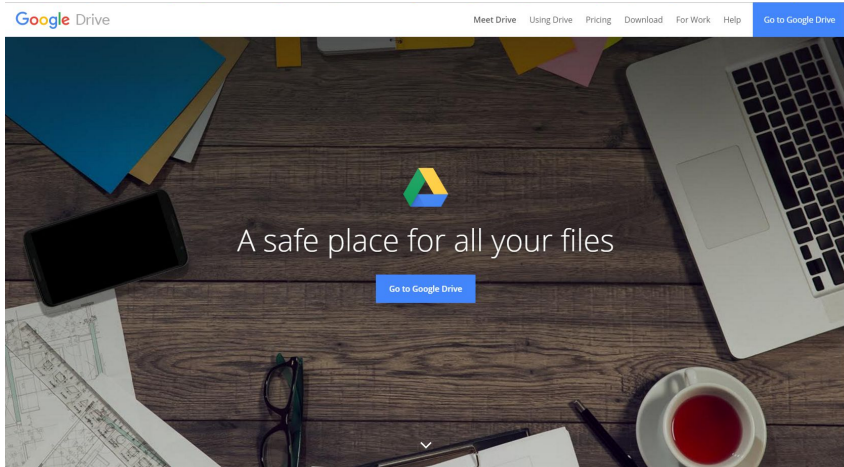 Google Drive
Meet Drive Using Drive Pricing Download For Work Help Go to Google Drive
A safe place for all your files
Go to Google Drive